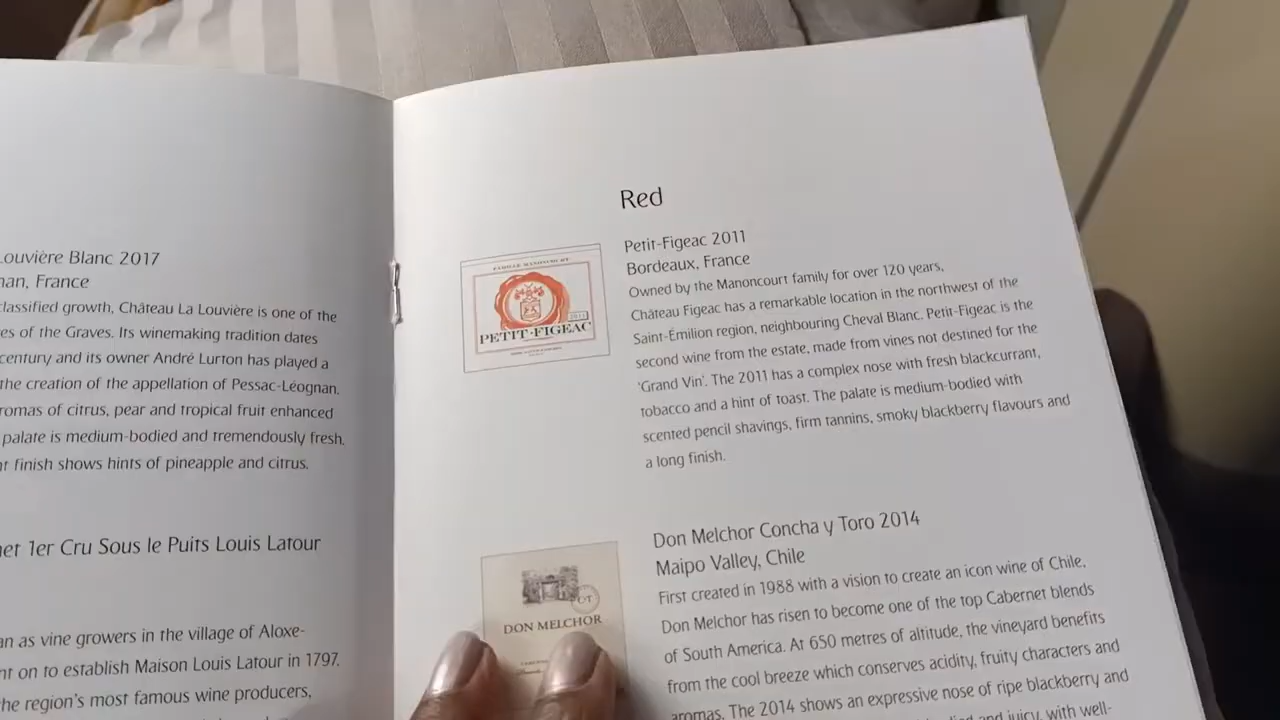 Louvière Blanc 2017
France
classified growth, Château La Louvière is one of the
of the Graves. Its winemaking tradition dates
century and its owner André Lurton has played a
the creation of the appellation of Pessac-Léognan.
citrus, pear and tropical fruit enhanced
palate is medium-bodied and tremendously fresh.
finish shows hints of pineapple and citrus.
1er Cru Sous le Puits Louis Latour
as vine growers in the village of Aloxe-
on to establish Maison Louis Latour in 1797.
the region's most famous wine producers,
Red
FAMILLE MANONCOURT
2011
PETIT-FIGEAC
Petit-Figeac 2011
Bordeaux, France
Owned by the Manoncourt family for over 120 years,
Château Figeac has a remarkable location in the northwest of the
Saint-Émilion region, neighbouring Cheval Blanc. Petit-Figeac is the
second wine from the estate, made from vines not destined for the
'Grand Vin'. The 2011 has a complex nose with fresh blackcurrant,
tobacco and a hint of toast. The palate is medium-bodied with
scented pencil shavings, firm tannins, smoky blackberry flavours and
a long finish.
DON MELCHOR
Don Melchor Concha y Toro 2014
Maipo Valley, Chile
First created in 1988 with a vision to create an icon wine of Chile,
Don Melchor has risen to become one of the top Cabernet blends
of South America. At 650 metres of altitude, the vineyard benefits
from the cool breeze which conserves acidity, fruity characters and
aromas. The 2014 shows an expressive nose of ripe blackberry and
and juicy, with well-